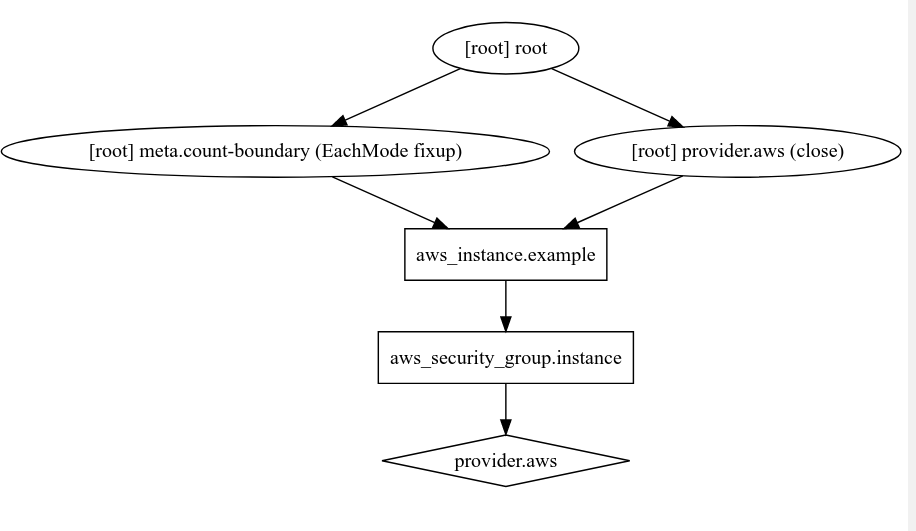 [root] root
[root] meta.count-boundary (EachMode fixup)
[root] provider.aws (close)
aws_instance.example
aws_security_group.instance
provider.aws